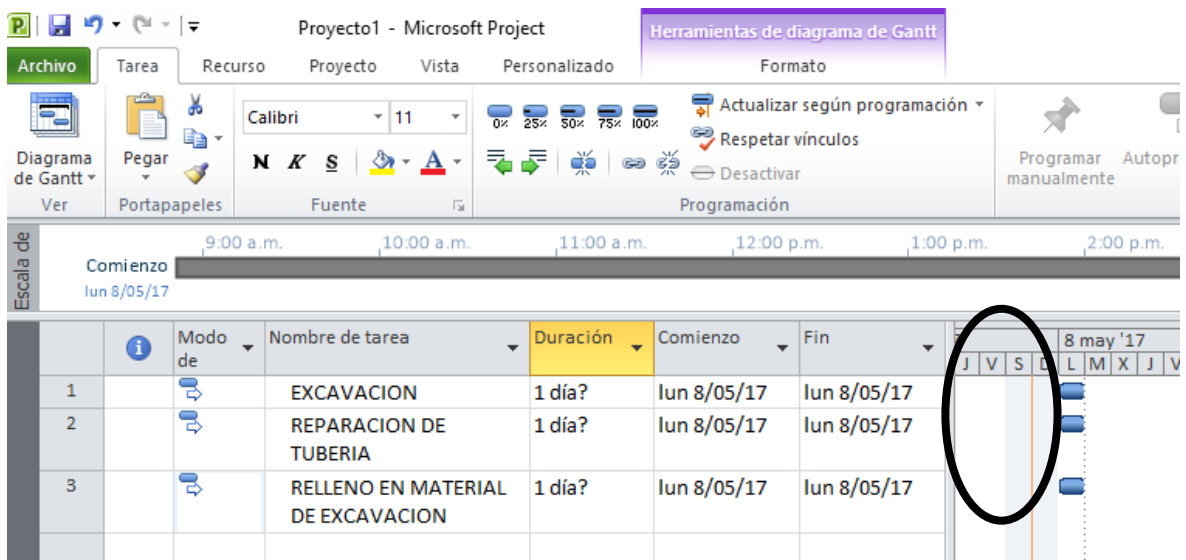 Proyecto1 - Microsoft Project
Herramientas de diagrama de Gantt
Archivo Tarea Recurso Proyecto Vista Personalizado Formato
Diagrama de Gantt
Pegar
Calibri 11
N K S A
0% 25% 50% 75% 100%
Actualizar según programación
Respetar vínculos
Desactivar
Programar manualmente
Ver Portapapeles Fuente Programación
Escala de
9:00 a.m. 10:00 a.m. 11:00 a.m. 12:00 p.m. 1:00 p.m. 2:00 p.m.
Comienzo
lun 8/05/17
Modo de Nombre de tarea Duración Comienzo Fin
8 may '17
J V S D L M X J V
1 EXCAVACION 1 día? lun 8/05/17 lun 8/05/17
2 REPARACION DE 1 día? lun 8/05/17 lun 8/05/17
TUBERIA
3 RELLENO EN MATERIAL 1 día? lun 8/05/17 lun 8/05/17
DE EXCAVACION